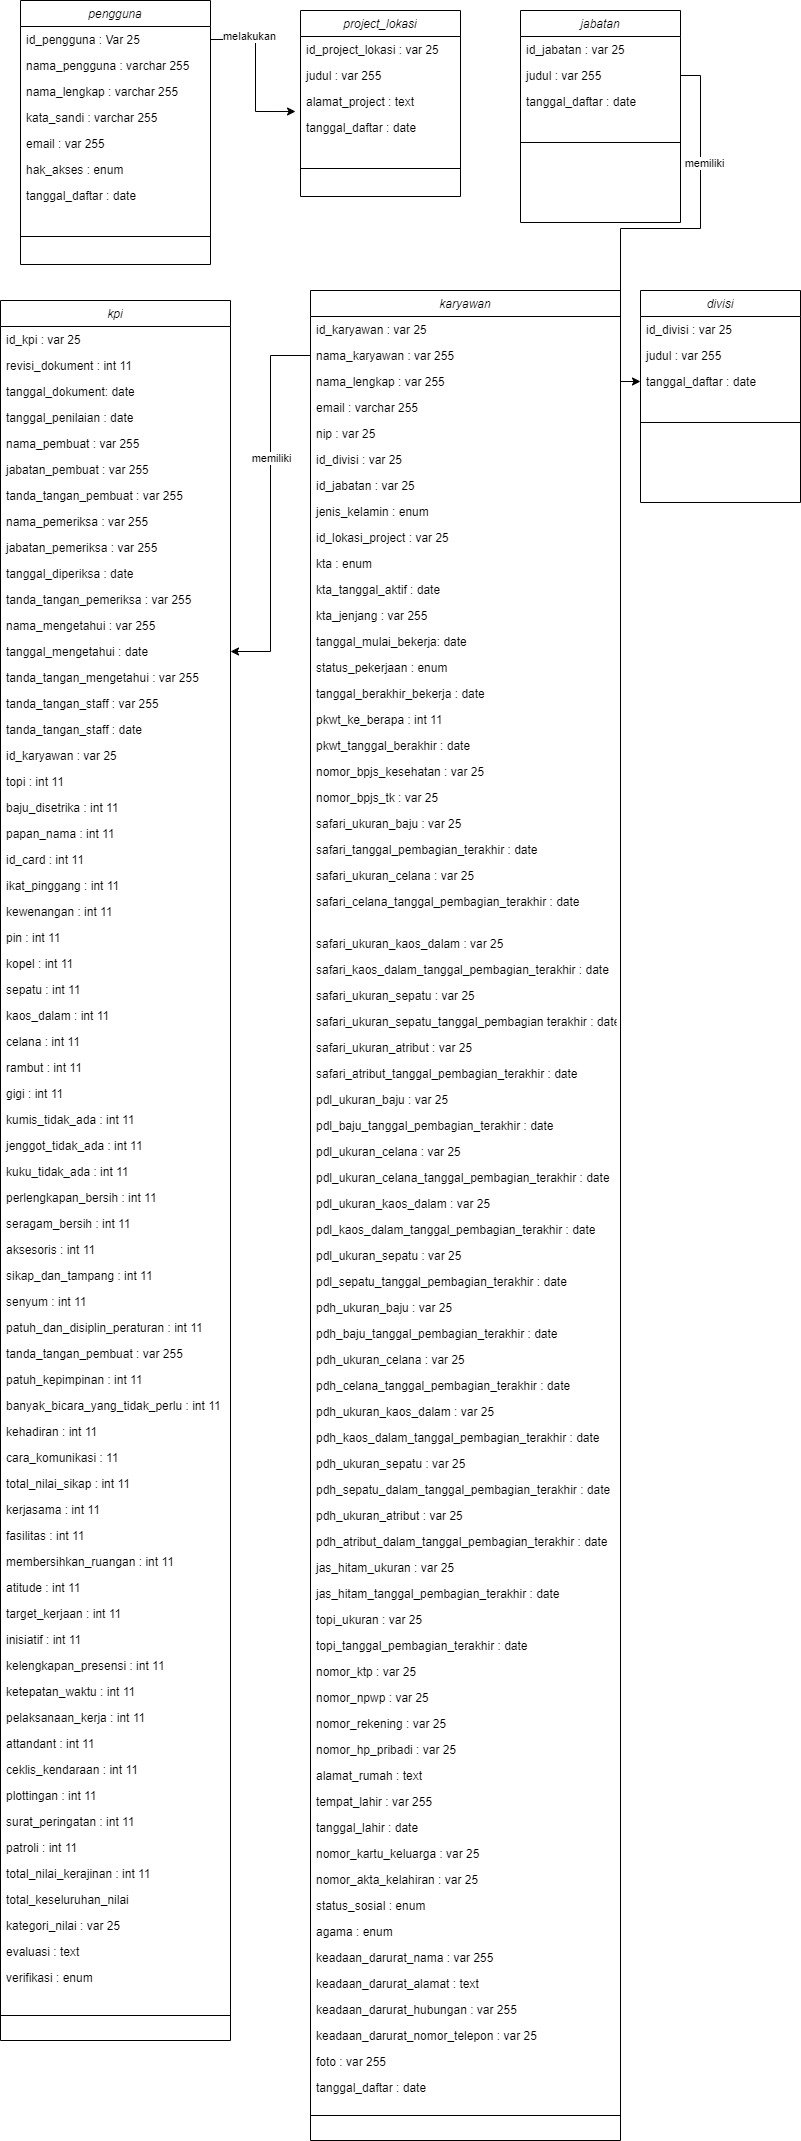 pengguna
id_pengguna : Var 25
nama_pengguna : varchar 255
nama_lengkap : varchar 255
kata_sandi : varchar 255
email : var 255
hak_akses : enum
tanggal_daftar : date
melakukan
project_lokasi
id_project_lokasi : var 25
judul : var 255
alamat_project : text
tanggal_daftar : date
jabatan
id_jabatan : var 25
judul : var 255
tanggal_daftar : date
memiliki
kpi
id_kpi : var 25
revisi_dokument : int 11
tanggal_dokument: date
tanggal_penilaian : date
nama_pembuat : var 255
jabatan_pembuat : var 255
tanda_tangan_pembuat : var 255
nama_pemeriksa : var 255
jabatan_pemeriksa : var 255
tanggal_diperiksa : date
tanda_tangan_pemeriksa : var 255
nama_mengetahui : var 255
tanggal_mengetahui : date
tanda_tangan_mengetahui : var 255
tanda_tangan_staff : var 255
tanda_tangan_staff : date
id_karyawan : var 25
topi : int 11
baju_disetrika : int 11
papan_nama : int 11
id_card : int 11
ikat_pinggang : int 11
kewenangan : int 11
pin : int 11
kopel : int 11
sepatu : int 11
kaos_dalam : int 11
celana : int 11
rambut : int 11
gigi : int 11
kumis_tidak_ada : int 11
jenggot_tidak_ada : int 11
kuku_tidak_ada : int 11
perlengkapan_bersih : int 11
seragam_bersih : int 11
aksesoris : int 11
sikap_dan_tampang : int 11
senyum : int 11
patuh_dan_disiplin_peraturan : int 11
tanda_tangan_pembuat : var 255
patuh_kepimpinan : int 11
banyak_bicara_yang_tidak_perlu : int 11
kehadiran : int 11
cara_komunikasi : 11
total_nilai_sikap : int 11
kerjasama : int 11
fasilitas : int 11
membersihkan_ruangan : int 11
atitude : int 11
target_kerjaan : int 11
inisiatif : int 11
kelengkapan_presensi : int 11
ketepatan_waktu : int 11
pelaksanaan_kerja : int 11
attandant : int 11
ceklis_kendaraan : int 11
plottingan : int 11
surat_peringatan : int 11
patroli : int 11
total_nilai_kerajinan : int 11
total_keseluruhan_nilai
kategori_nilai : var 25
evaluasi : text
verifikasi : enum
memiliki
karyawan
id_karyawan : var 25
nama_karyawan : var 255
nama_lengkap : var 255
email : varchar 255
nip : var 25
id_divisi : var 25
id_jabatan : var 25
jenis_kelamin : enum
id_lokasi_project : var 25
kta : enum
kta_tanggal_aktif : date
kta_jenjang : var 255
tanggal_mulai_bekerja: date
status_pekerjaan : enum
tanggal_berakhir_bekerja : date
pkwt_ke_berapa : int 11
pkwt_tanggal_berakhir : date
nomor_bpjs_kesehatan : var 25
nomor_bpjs_tk : var 25
safari_ukuran_baju : var 25
safari_tanggal_pembagian_terakhir : date
safari_ukuran_celana : var 25
safari_celana_tanggal_pembagian_terakhir : date
safari_ukuran_kaos_dalam : var 25
safari_kaos_dalam_tanggal_pembagian_terakhir : date
safari_ukuran_sepatu : var 25
safari_ukuran_sepatu_tanggal_pembagian terakhir : date
safari_ukuran_atribut : var 25
safari_atribut_tanggal_pembagian_terakhir : date
pdl_ukuran_baju : var 25
pdl_baju_tanggal_pembagian_terakhir : date
pdl_ukuran_celana : var 25
pdl_ukuran_celana_tanggal_pembagian_terakhir : date
pdl_ukuran_kaos_dalam : var 25
pdl_kaos_dalam_tanggal_pembagian_terakhir : date
pdl_ukuran_sepatu : var 25
pdl_sepatu_tanggal_pembagian_terakhir : date
pdh_ukuran_baju : var 25
pdh_baju_tanggal_pembagian_terakhir : date
pdh_ukuran_celana : var 25
pdh_celana_tanggal_pembagian_terakhir : date
pdh_ukuran_kaos_dalam : var 25
pdh_kaos_dalam_tanggal_pembagian_terakhir : date
pdh_ukuran_sepatu : var 25
pdh_sepatu_dalam_tanggal_pembagian_terakhir : date
pdh_ukuran_atribut : var 25
pdh_atribut_dalam_tanggal_pembagian_terakhir : date
jas_hitam_ukuran : var 25
jas_hitam_tanggal_pembagian_terakhir : date
topi_ukuran : var 25
topi_tanggal_pembagian_terakhir : date
nomor_ktp : var 25
nomor_npwp : var 25
nomor_rekening : var 25
nomor_hp_pribadi : var 25
alamat_rumah : text
tempat_lahir : var 255
tanggal_lahir : date
nomor_kartu_keluarga : var 25
nomor_akta_kelahiran : var 25
status_sosial : enum
agama : enum
keadaan_darurat_nama : var 255
keadaan_darurat_alamat : text
keadaan_darurat_hubungan : var 255
keadaan_darurat_nomor_telepon : var 25
foto : var 255
tanggal_daftar : date
divisi
id_divisi : var 25
judul : var 255
tanggal_daftar : date